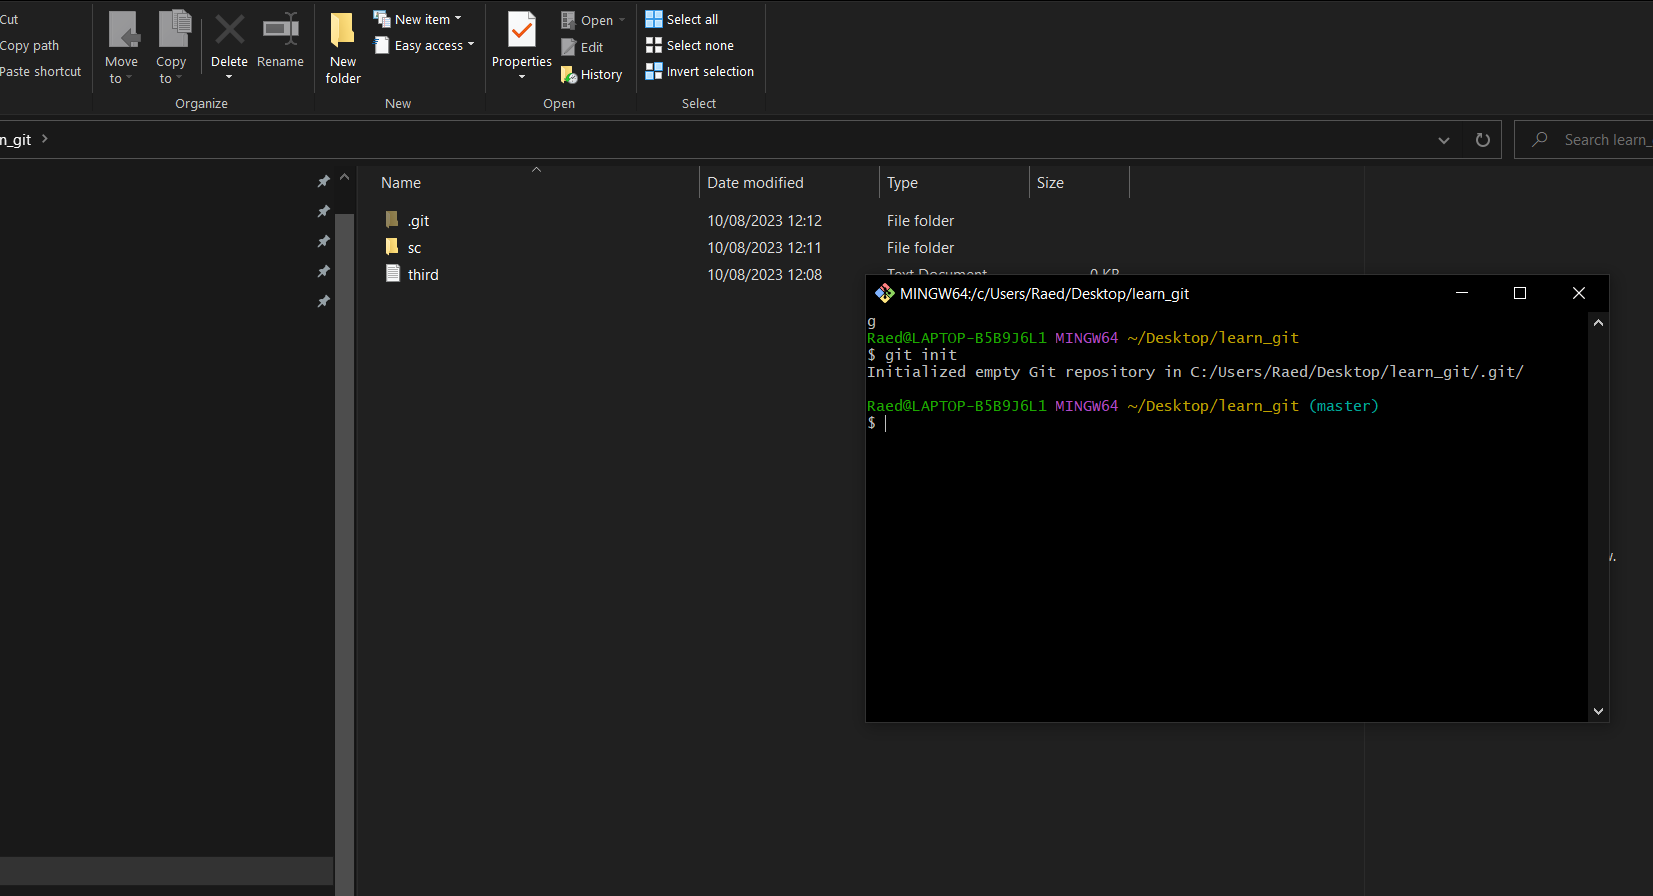 Cut
Copy path
Paste shortcut
Move to
Copy to
Delete
Rename
Organize
New folder
New item
Easy access
New
Properties
Open
Edit
History
Open
Select all
Select none
Invert selection
Select
n_git
Search learn_
Name
Date modified
Type
Size
.git 10/08/2023 12:12 File folder
sc 10/08/2023 12:11 File folder
third 10/08/2023 12:08 Text Document 0 KB
MINGW64:/c/Users/Raed/Desktop/learn_git
g
Raed@LAPTOP-B5B9J6L1 MINGW64 ~/Desktop/learn_git
$ git init
Initialized empty Git repository in C:/Users/Raed/Desktop/learn_git/.git/
Raed@LAPTOP-B5B9J6L1 MINGW64 ~/Desktop/learn_git (master)
$